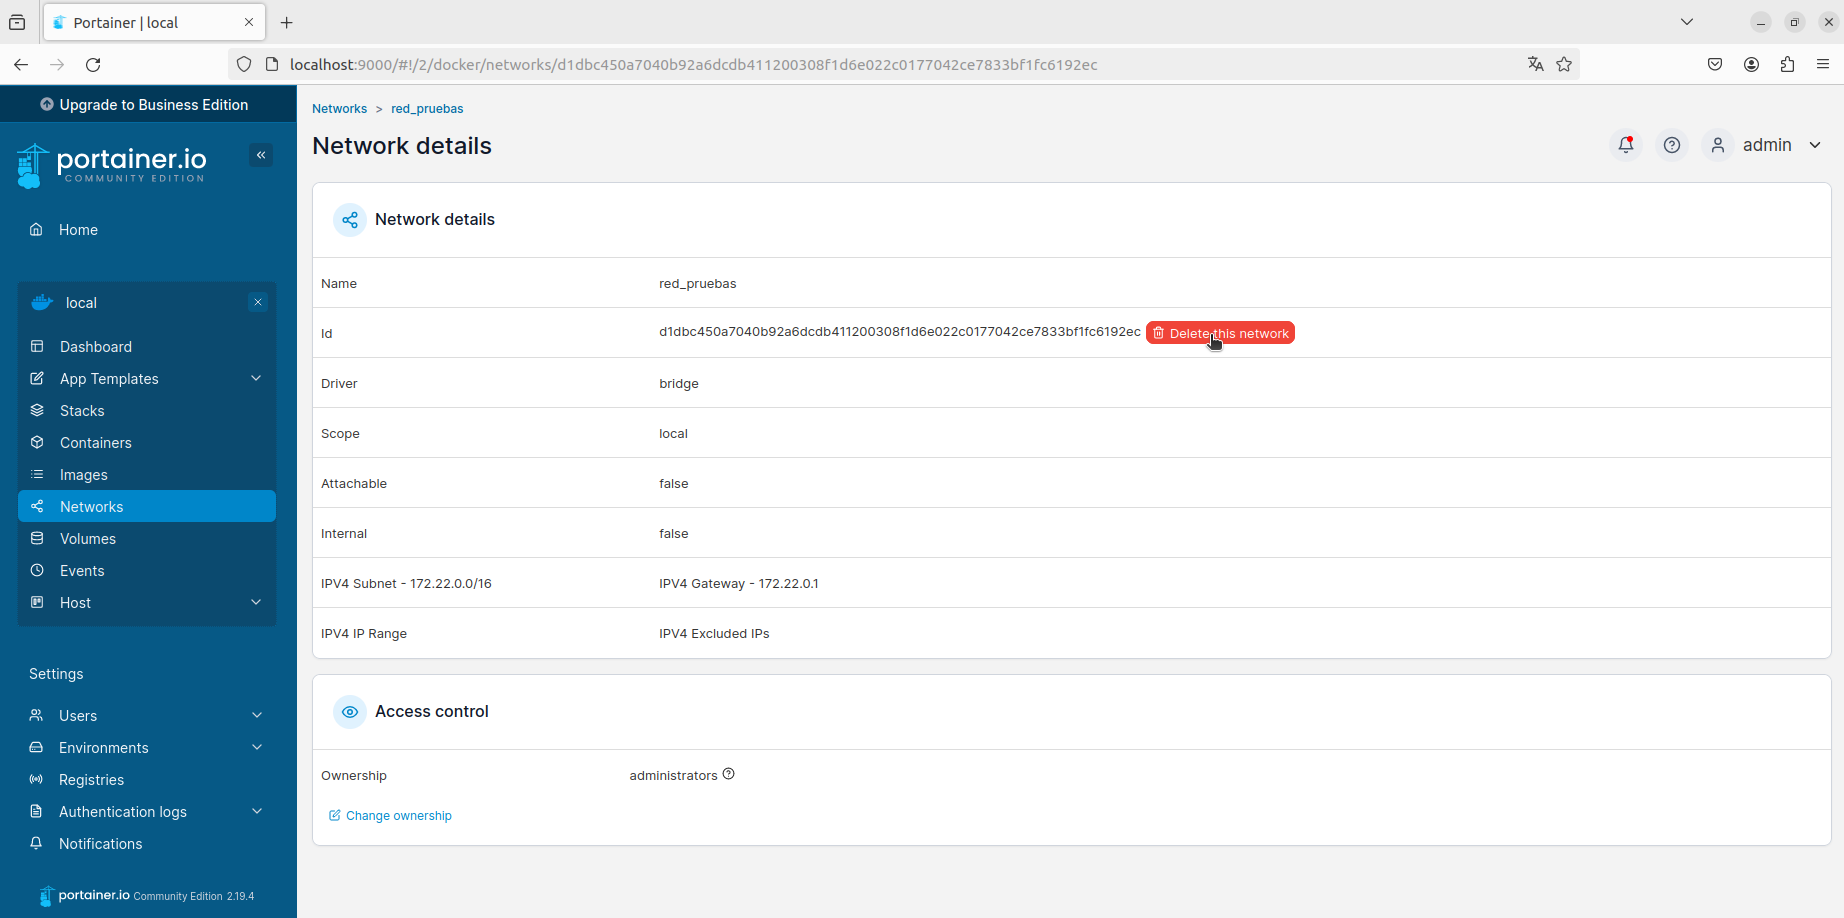 Portainer | local
localhost:9000/#!/2/docker/networks/d1dbc450a7040b92a6dcdb411200308f1d6e022c0177042ce7833bf1fc6192ec
Upgrade to Business Edition
portainer.io
COMMUNITY EDITION
Home
local
Dashboard
App Templates
Stacks
Containers
Images
Networks
Volumes
Events
Host
Settings
Users
Environments
Registries
Authentication logs
Notifications
portainer.io Community Edition 2.19.4
Networks > red_pruebas
Network details
admin
Network details
Name red_pruebas
Id d1dbc450a7040b92a6dcdb411200308f1d6e022c0177042ce7833bf1fc6192ec Delete this network
Driver bridge
Scope local
Attachable false
Internal false
IPV4 Subnet - 172.22.0.0/16 IPV4 Gateway - 172.22.0.1
IPV4 IP Range IPV4 Excluded IPs
Access control
Ownership administrators
Change ownership